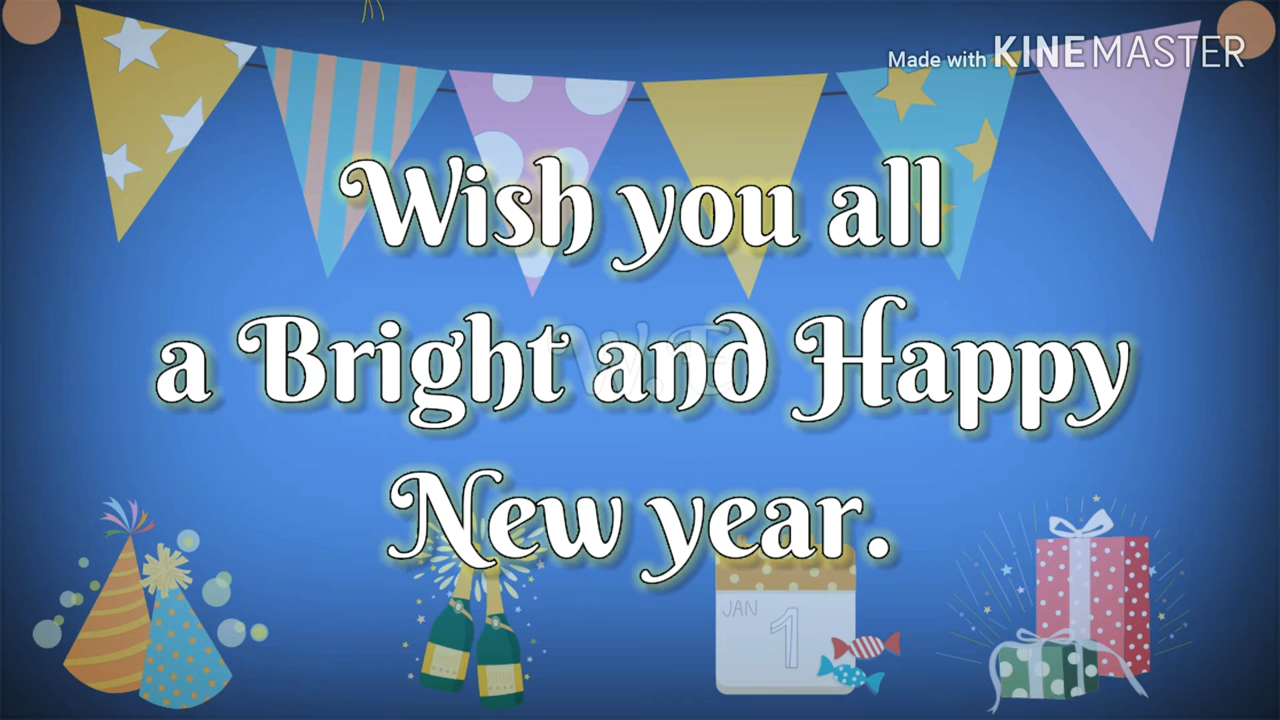 Made with KINEMASTER
Wish you all
a Bright and Happy
New year.
JAN
1